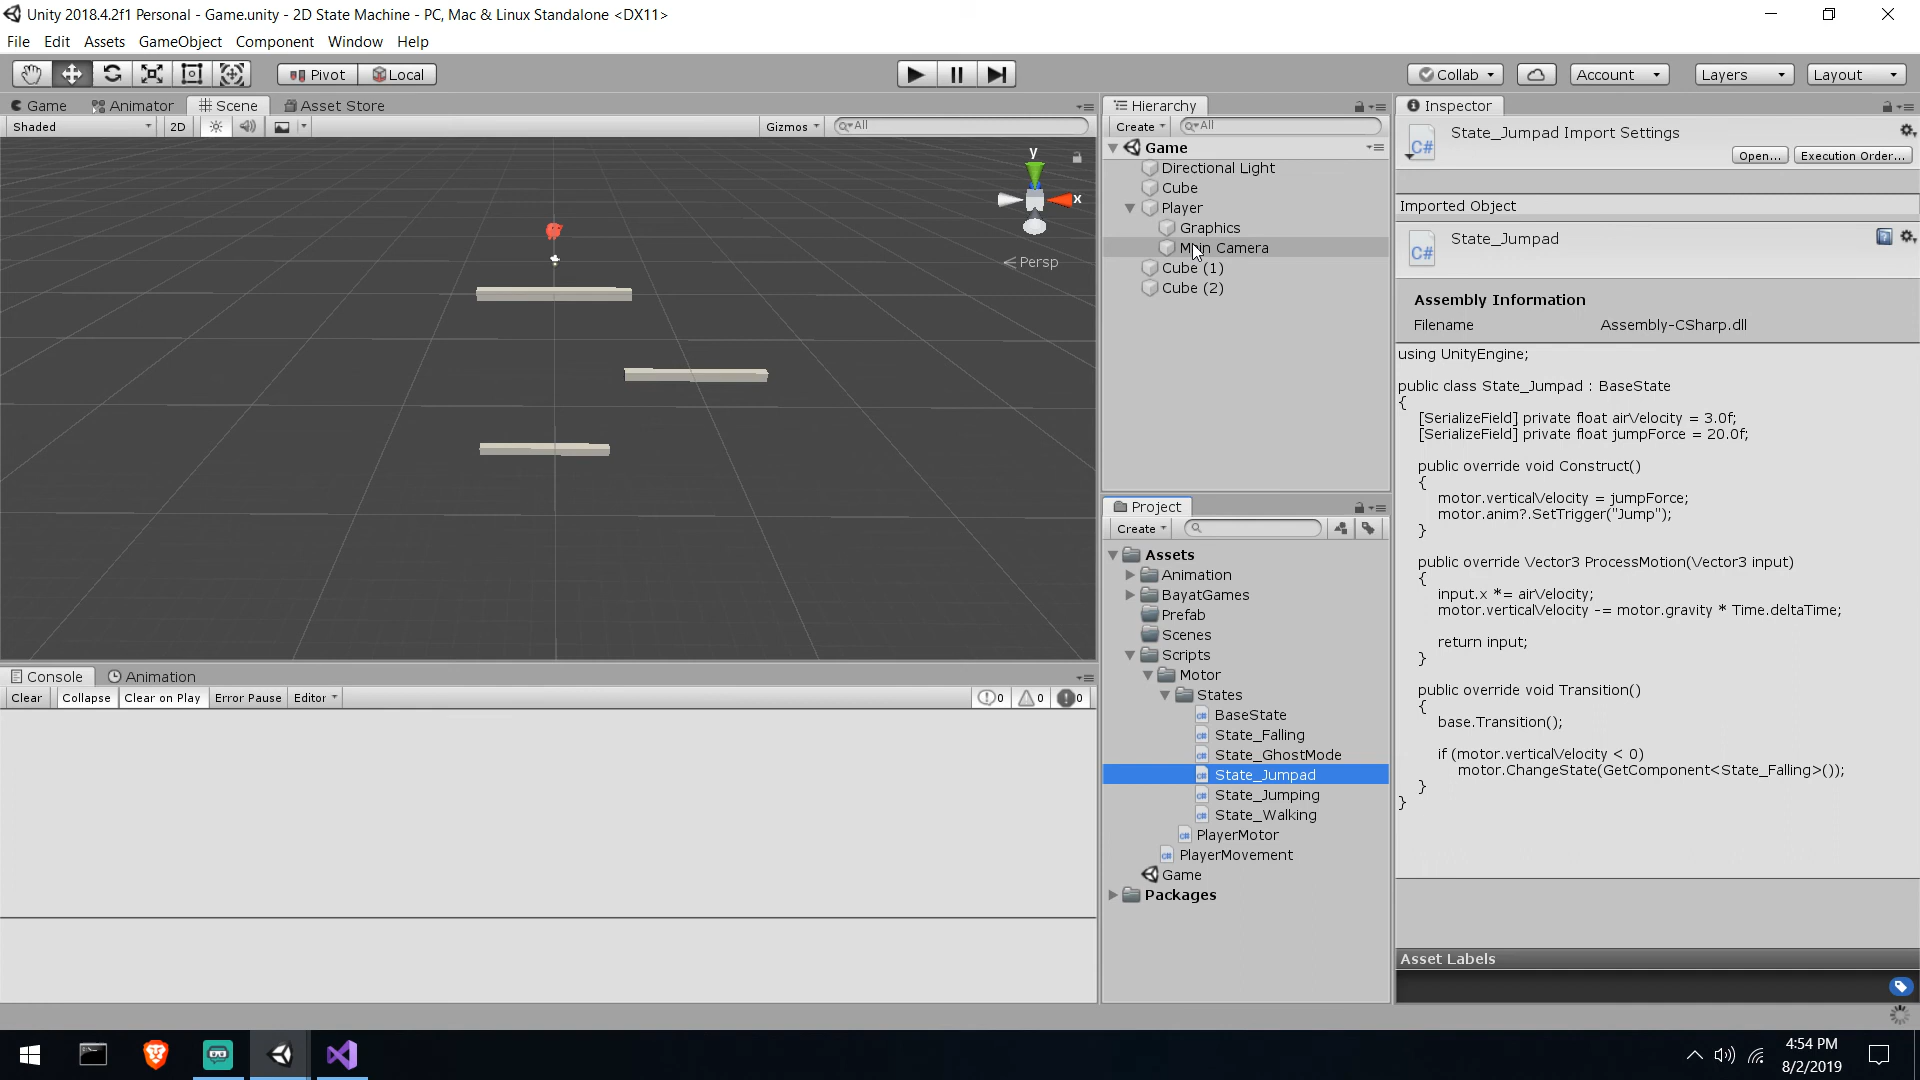 Unity 2018.4.2f1 Personal - Game.unity - 2D State Machine - PC, Mac & Linux Standalone <DX11>
File Edit Assets GameObject Component Window Help
Pivot Local Collab Account Layers Layout
Game Animator Scene Asset Store
Shaded 2D Gizmos All
y
x
Persp
Hierarchy
Create All
Game
Directional Light
Cube
Player
Graphics
Main Camera
Cube (1)
Cube (2)
Project
Create
Assets
Animation
BayatGames
Prefab
Scenes
Scripts
Motor
States
BaseState
State_Falling
State_GhostMode
State_Jumpad
State_Jumping
State_Walking
PlayerMotor
PlayerMovement
Game
Packages
Console Animation
Clear Collapse Clear on Play Error Pause Editor 0 0 0
Inspector
C# State_Jumpad Import Settings
Open... Execution Order...
Imported Object
C# State_Jumpad
Assembly Information
Filename Assembly-CSharp.dll
using UnityEngine;
public class State_Jumpad : BaseState
{
[SerializeField] private float airVelocity = 3.0f;
[SerializeField] private float jumpForce = 20.0f;
public override void Construct()
{
motor.verticalVelocity = jumpForce;
motor.anim?.SetTrigger("Jump");
}
public override Vector3 ProcessMotion(Vector3 input)
{
input.x *= airVelocity;
motor.verticalVelocity -= motor.gravity * Time.deltaTime;
return input;
}
public override void Transition()
{
base.Transition();
if (motor.verticalVelocity < 0)
motor.ChangeState(GetComponent<State_Falling>());
}
}
Asset Labels
4:54 PM
8/2/2019